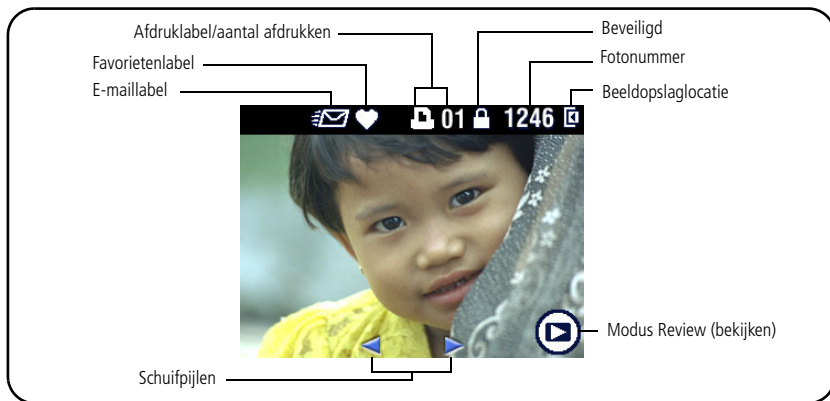 Afdruklabel/aantal afdrukken
Beveiligd
Favorietenlabel
Fotonummer
E-maillabel
Beeldopslaglocatie
01 1246
Modus Review (bekijken)
Schuifpijlen